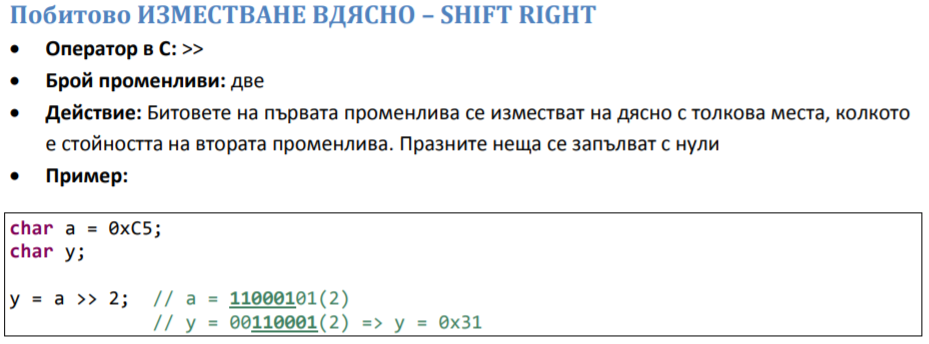 Побитово ИЗМЕСТВАНЕ ВДЯСНО – SHIFT RIGHT
• Оператор в C: >>
• Брой променливи: две
• Действие: Битовете на първата променлива се изместват на дясно с толкова места, колкото
е стойността на втората променлива. Празните неща се запълват с нули
• Пример:
char a = 0xC5;
char y;
y = a >> 2;  // a = 11000101(2)
// y = 00110001(2) => y = 0x31